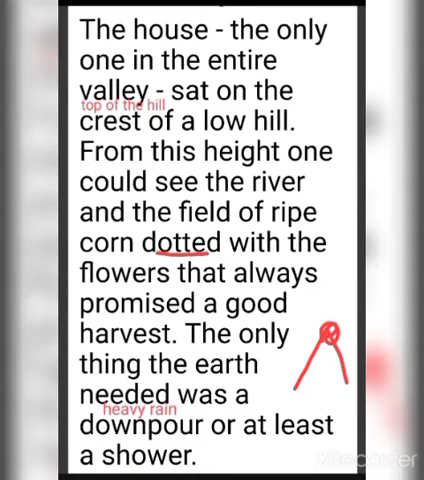 The house - the only
one in the entire
valley - sat on the
top of the hill
crest of a low hill.
From this height one
could see the river
and the field of ripe
corn dotted with the
flowers that always
promised a good
harvest. The only
thing the earth
needed was a
heavy rain
downpour or at least
a shower.
XRecorder